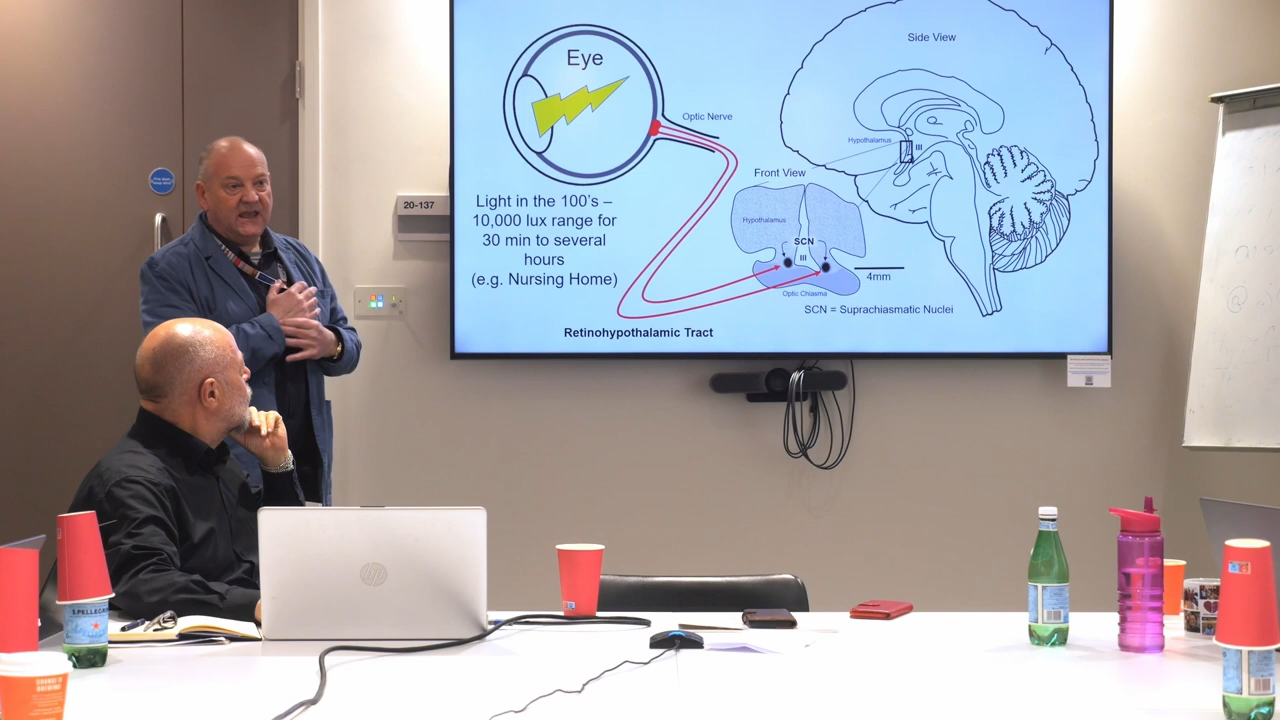 Eye
Optic Nerve
Light in the 100's –
10,000 lux range for
30 min to several
hours
(e.g. Nursing Home)
Retinohypothalamic Tract
Side View
Hypothalamus
III
Front View
Hypothalamus
SCN
III
4mm
Optic Chiasma
SCN = Suprachiasmatic Nuclei
20-137
hp
S.PELLEGRI